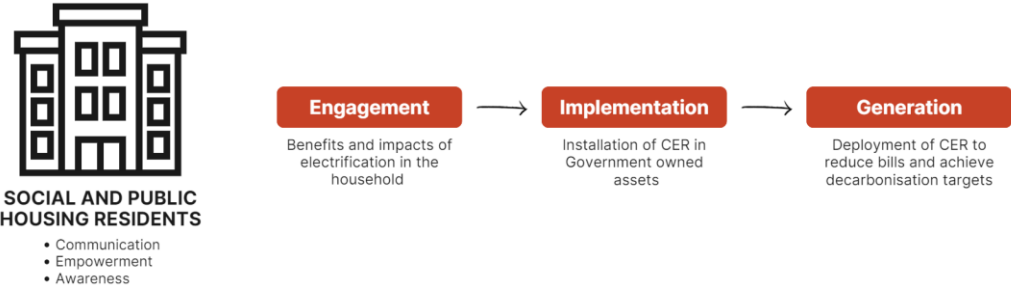 SOCIAL AND PUBLIC
HOUSING RESIDENTS
• Communication
• Empowerment
• Awareness
Engagement
Benefits and impacts of
electrification in the
household
Implementation
Installation of CER in
Government owned
assets
Generation
Deployment of CER to
reduce bills and achieve
decarbonisation targets